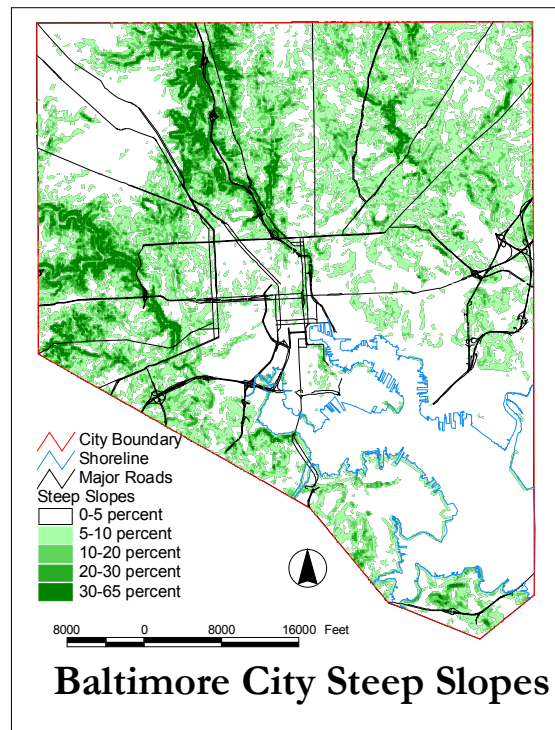 City Boundary
Shoreline
Major Roads
Steep Slopes
0-5 percent
5-10 percent
10-20 percent
20-30 percent
30-65 percent
8000 0 8000 16000 Feet
Baltimore City Steep Slopes